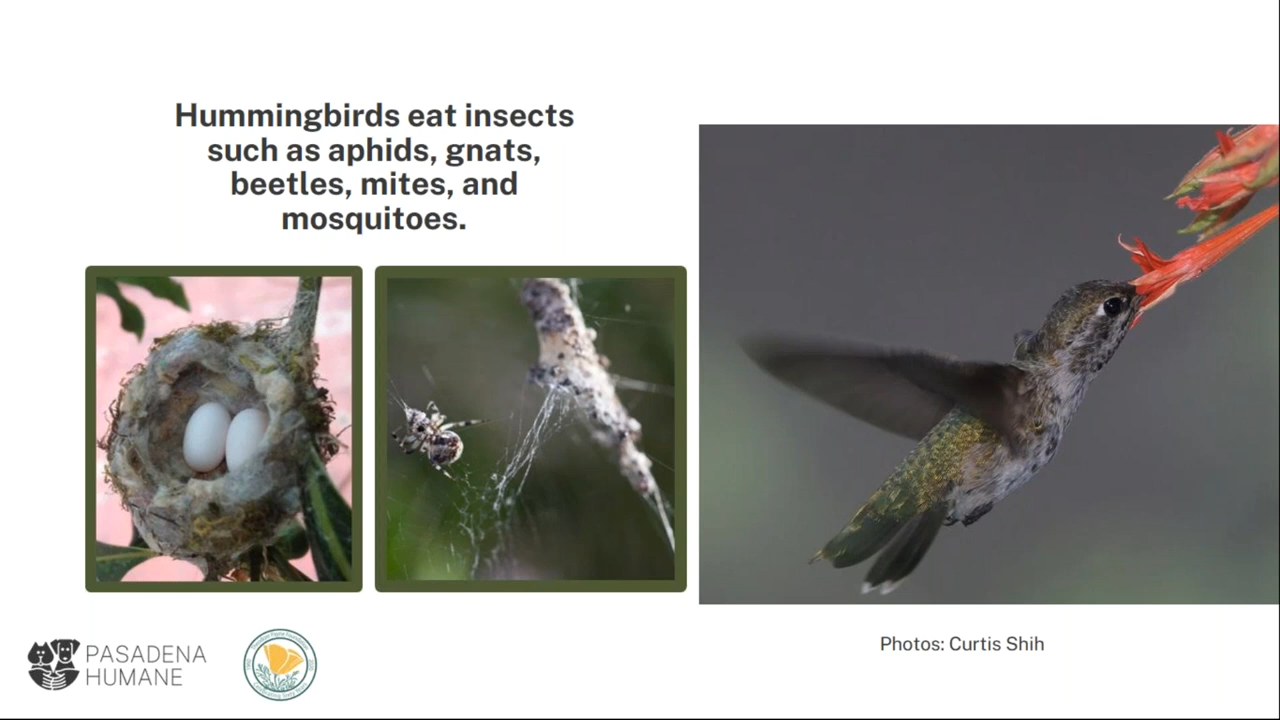 Hummingbirds eat insects
such as aphids, gnats,
beetles, mites, and
mosquitoes.
PASADENA
HUMANE
Photos: Curtis Shih